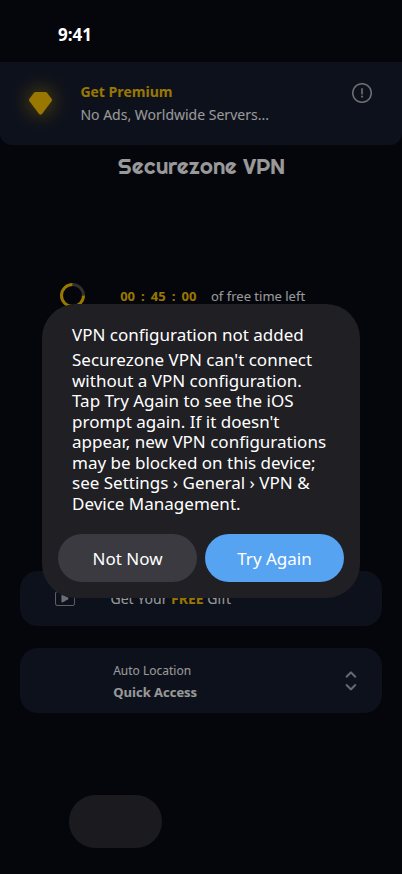 9:41
Get Premium
No Ads, Worldwide Servers...
Securezone VPN
00 : 45 : 00 of free time left
VPN configuration not added
Securezone VPN can't connect
without a VPN configuration.
Tap Try Again to see the iOS
prompt again. If it doesn't
appear, new VPN configurations
may be blocked on this device;
see Settings › General › VPN &
Device Management.
Not Now
Try Again
Get Your FREE Gift
Auto Location
Quick Access